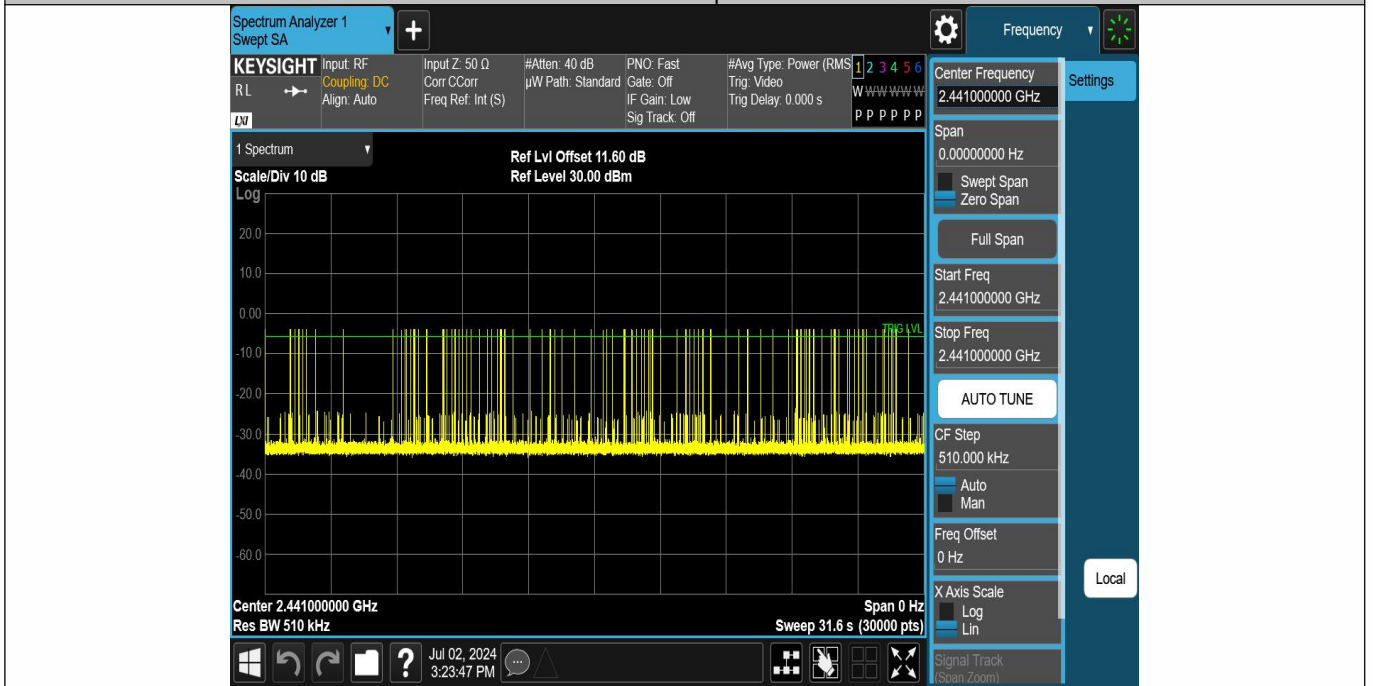 Spectrum Analyzer 1
Swept SA
+
Frequency
KEYSIGHT
R L
LXI
Input: RF
Coupling: DC
Align: Auto
Input Z: 50 Ω
Corr CCorr
Freq Ref: Int (S)
#Atten: 40 dB
µW Path: Standard
PNO: Fast
Gate: Off
IF Gain: Low
Sig Track: Off
#Avg Type: Power (RMS
Trig: Video
Trig Delay: 0.000 s
1 2 3 4 5 6
W W W W W W
P P P P P P
1 Spectrum
Scale/Div 10 dB
Ref Lvl Offset 11.60 dB
Ref Level 30.00 dBm
Log
20.0
10.0
0.00
-10.0
-20.0
-30.0
-40.0
-50.0
-60.0
TRIG LVL
Center 2.441000000 GHz
Res BW 510 kHz
Span 0 Hz
Sweep 31.6 s (30000 pts)
Center Frequency
2.441000000 GHz
Settings
Span
0.00000000 Hz
Swept Span
Zero Span
Full Span
Start Freq
2.441000000 GHz
Stop Freq
2.441000000 GHz
AUTO TUNE
CF Step
510.000 kHz
Auto
Man
Freq Offset
0 Hz
X Axis Scale
Log
Lin
Signal Track
(Span Zoom)
Local
?
Jul 02, 2024
3:23:47 PM